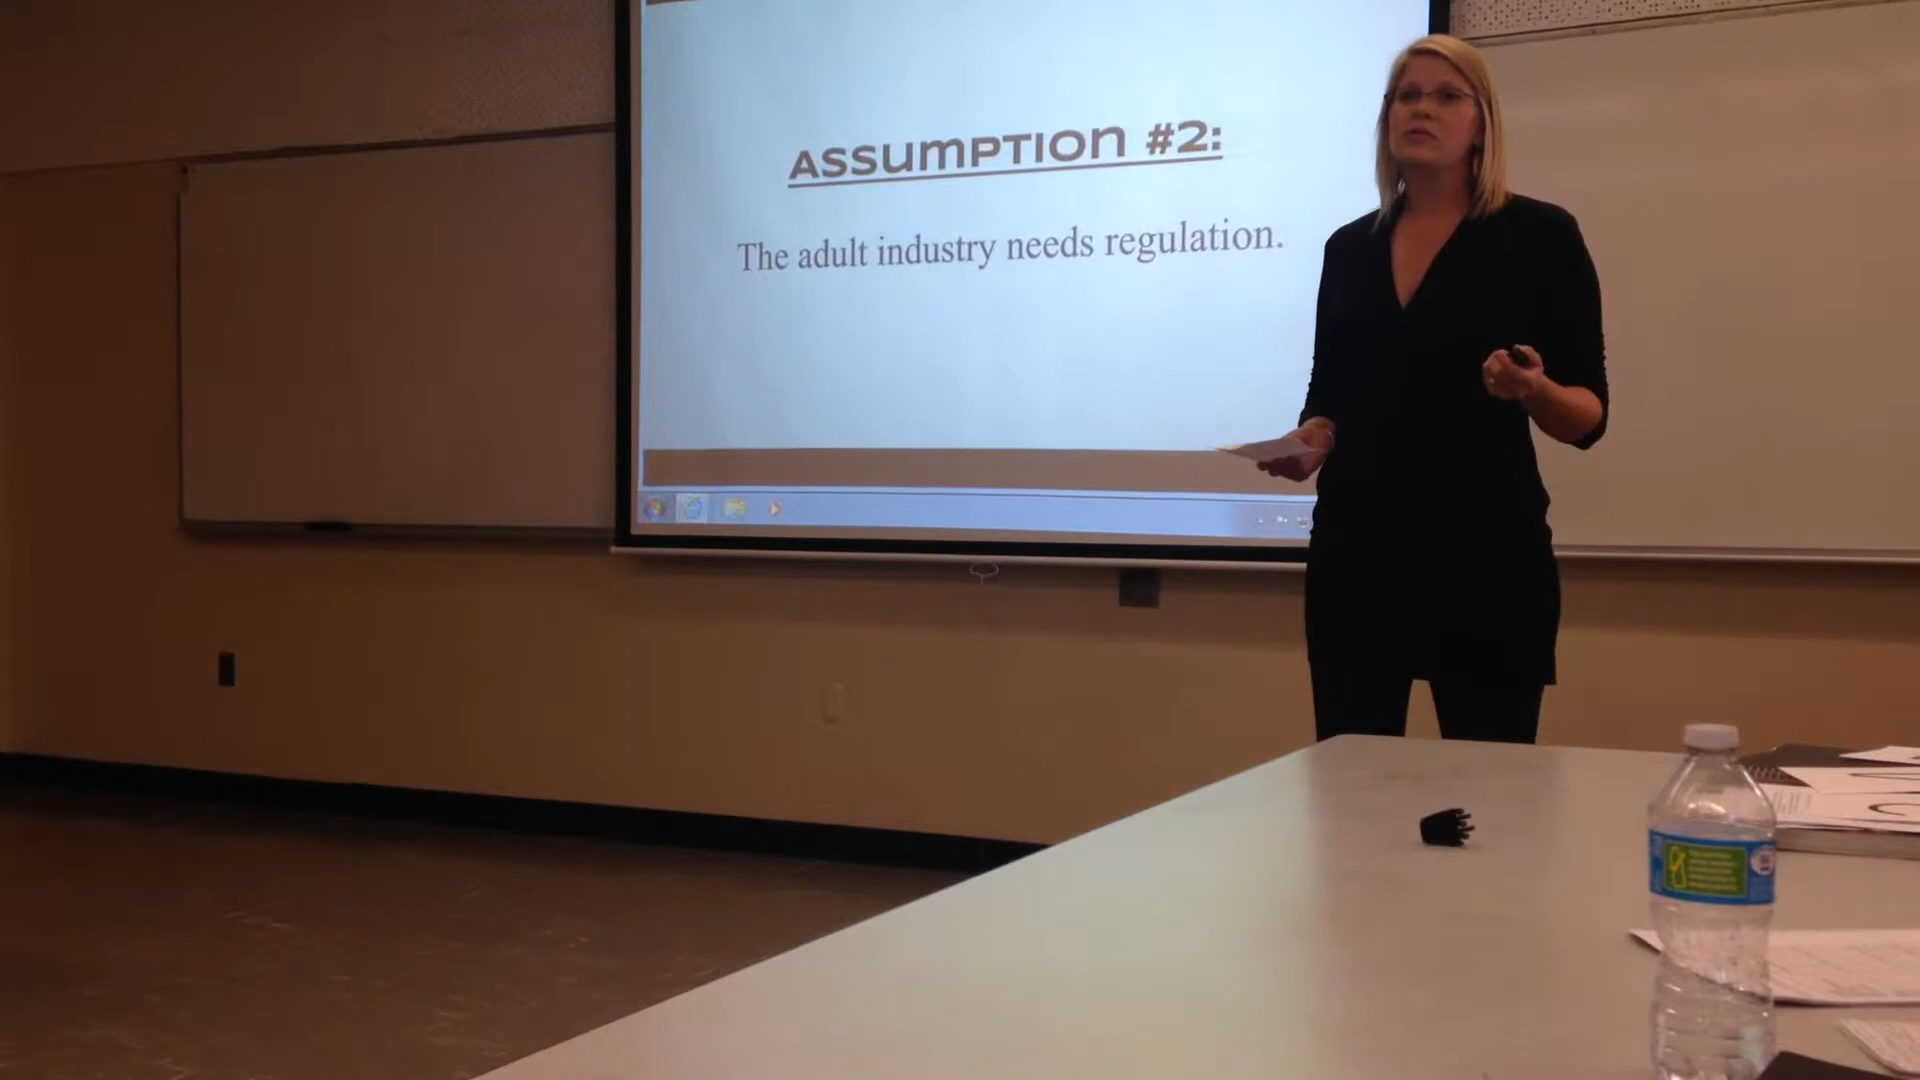 ASSUMPTION #2:
The adult industry needs regulation.